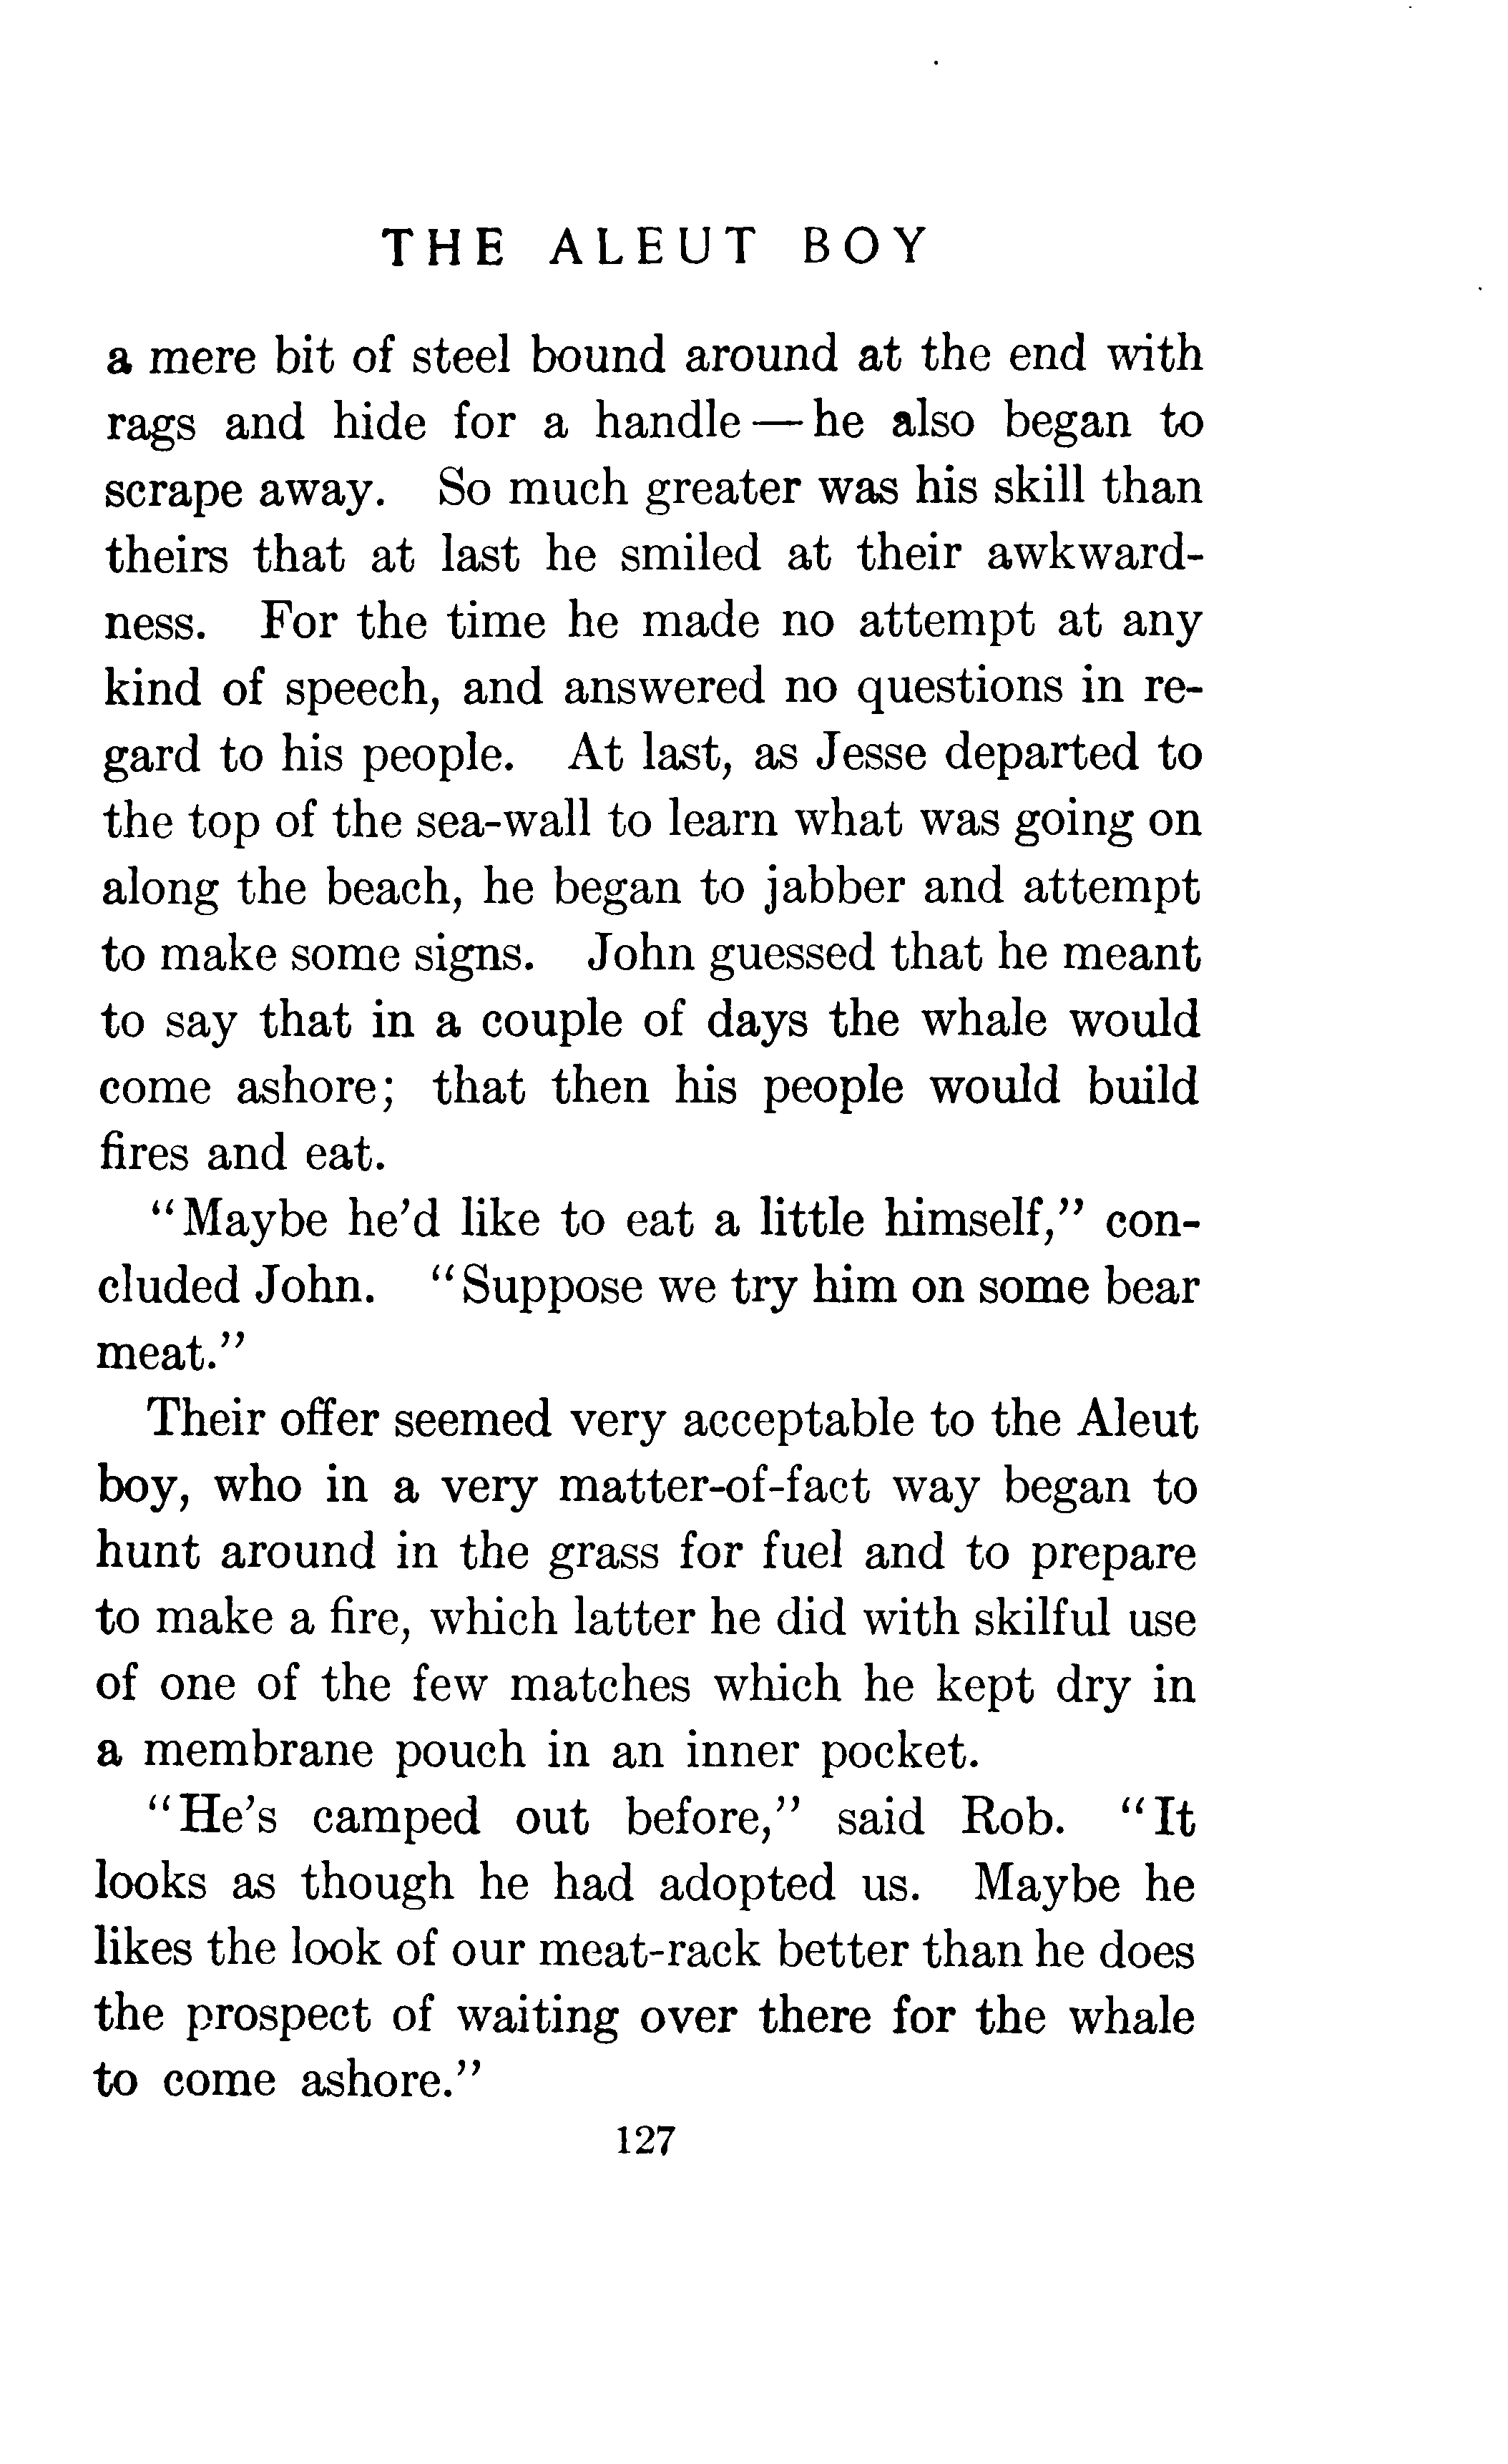 THE ALEUT BOY
a mere bit of steel bound around at the end with
rags and hide for a handle—he also began to
scrape away. So much greater was his skill than
theirs that at last he smiled at their awkward-
ness. For the time he made no attempt at any
kind of speech, and answered no questions in re-
gard to his people. At last, as Jesse departed to
the top of the sea-wall to learn what was going on
along the beach, he began to jabber and attempt
to make some signs. John guessed that he meant
to say that in a couple of days the whale would
come ashore; that then his people would build
fires and eat.
"Maybe he'd like to eat a little himself," con-
cluded John. "Suppose we try him on some bear
meat."
Their offer seemed very acceptable to the Aleut
boy, who in a very matter-of-fact way began to
hunt around in the grass for fuel and to prepare
to make a fire, which latter he did with skilful use
of one of the few matches which he kept dry in
a membrane pouch in an inner pocket.
"He's camped out before," said Rob. "It
looks as though he had adopted us. Maybe he
likes the look of our meat-rack better than he does
the prospect of waiting over there for the whale
to come ashore."
127